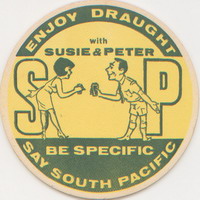 ENJOY DRAUGHT
with
SUSIE & PETER
S P
BE SPECIFIC
SAY SOUTH PACIFIC